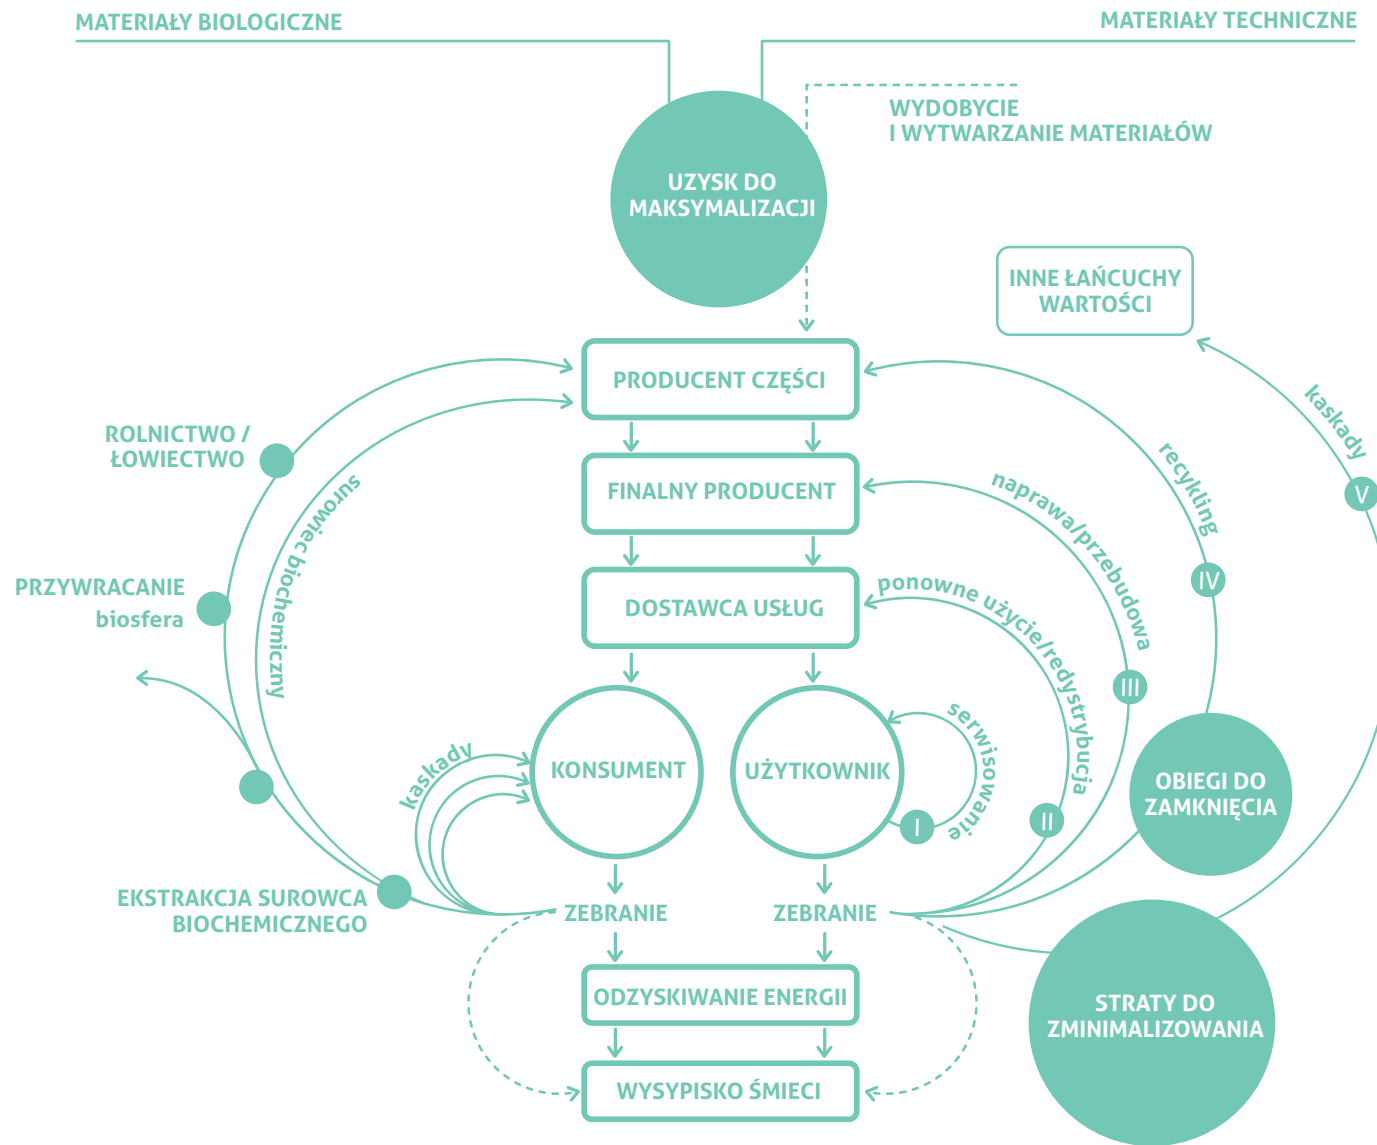 MATERIAŁY BIOLOGICZNE
MATERIAŁY TECHNICZNE
WYDOBYCIE
I WYTWARZANIE MATERIAŁÓW
UZYSK DO
MAKSYMALIZACJI
INNE ŁAŃCUCHY
WARTOŚCI
PRODUCENT CZĘŚCI
kaskady
ROLNICTWO /
ŁOWIECTWO
recykling
FINALNY PRODUCENT
naprawa/przebudowa
V
surowiec biochemiczny
IV
PRZYWRACANIE
biosfera
DOSTAWCA USŁUG
ponowne użycie/redystrybucja
III
kaskady
KONSUMENT
UŻYTKOWNIK
serwisowanie
I
II
OBIEGI DO
ZAMKNIĘCIA
EKSTRAKCJA SUROWCA
BIOCHEMICZNEGO
ZEBRANIE
ZEBRANIE
ODZYSKIWANIE ENERGII
STRATY DO
ZMINIMALIZOWANIA
WYSYPISKO ŚMIECI